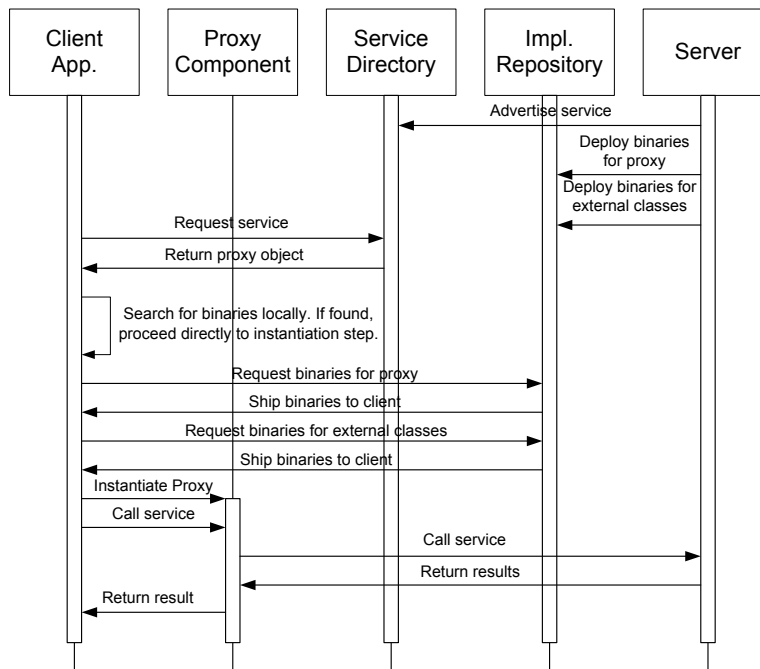 Client
App.
Proxy
Component
Service
Directory
Impl.
Repository
Server
Advertise service
Deploy binaries
for proxy
Deploy binaries for
external classes
Request service
Return proxy object
Search for binaries locally. If found,
proceed directly to instantiation step.
Request binaries for proxy
Ship binaries to client
Request binaries for external classes
Ship binaries to client
Instantiate Proxy
Call service
Call service
Return results
Return result